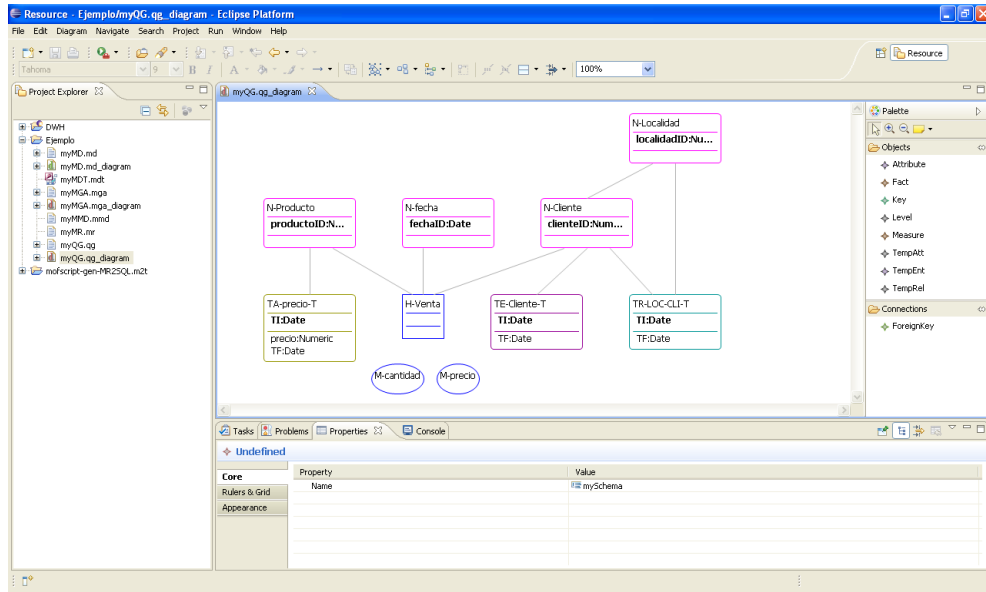 Resource - Ejemplo/myQG.qg_diagram - Eclipse Platform
File Edit Diagram Navigate Search Project Run Window Help
Resource
Tahoma 9 B I A 100%
Project Explorer
DWH
Ejemplo
myMD.md
myMD.md_diagram
myMDT.mdt
myMGA.mga
myMGA.mga_diagram
myMMD.mmd
myMR.mr
myQG.qg
myQG.qg_diagram
mofscript-gen-MR2SQL.m2t
myQG.qg_diagram
N-Localidad
localidadID:Nu...
N-Producto
productoID:N...
N-fecha
fechaID:Date
N-Cliente
clienteID:Num...
TA-precio-T
TI:Date
precio:Numeric
TF:Date
H-Venta
TE-Cliente-T
TI:Date
TF:Date
TR-LOC-CLI-T
TI:Date
TF:Date
M-cantidad
M-precio
Palette
Objects
Attribute
Fact
Key
Level
Measure
TempAtt
TempEnt
TempRel
Connections
ForeignKey
Tasks Problems Properties Console
Undefined
Core
Rulers & Grid
Appearance
Property Value
Name mySchema